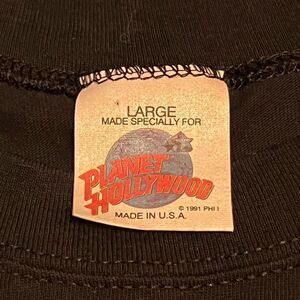 LARGE
MADE SPECIALLY FOR
PLANET
HOLLYWOOD
© 1991 PHI I
MADE IN U.S.A.